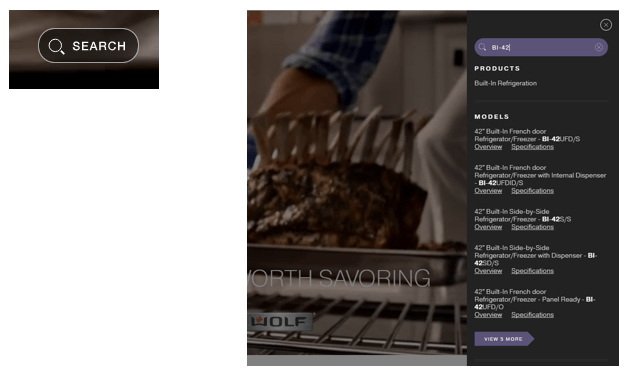 SEARCH
BI-42
PRODUCTS
Built-In Refrigeration
MODELS
42" Built-In French door
Refrigerator/Freezer - BI-42UFD/S
Overview Specifications
42" Built-In French door
Refrigerator/Freezer with Internal Dispenser
- BI-42UFDID/S
Overview Specifications
42" Built-In Side-by-Side
Refrigerator/Freezer - BI-42S/S
Overview Specifications
42" Built-In Side-by-Side
Refrigerator/Freezer with Dispenser - BI-
42SD/S
Overview Specifications
42" Built-In French door
Refrigerator/Freezer - Panel Ready - BI-
42UFD/O
Overview Specifications
VIEW 5 MORE
WORTH SAVORING
WOLF